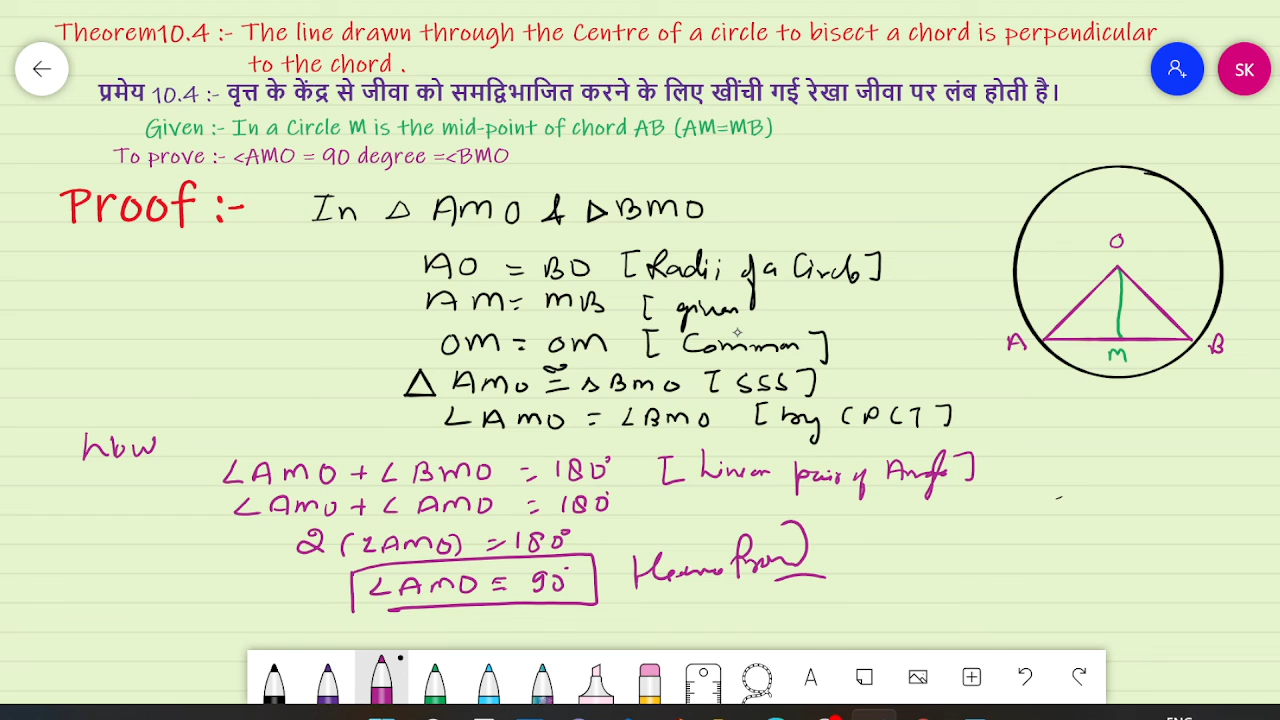 Theorem10.4 :- The line drawn through the Centre of a circle to bisect a chord is perpendicular
to the chord .
SK
प्रमेय 10.4 :- वृत्त के केंद्र से जीवा को समद्विभाजित करने के लिए खींची गई रेखा जीवा पर लंब होती है।
Given :- In a Circle M is the mid-point of chord AB (AM=MB)
To prove :- <AMO = 90 degree =<BMO
Proof :-
In △ AMO & △BMO
AO = BO [Radii of a Circle]
AM = MB [given
OM = OM [Common]
△ AMO ≅ △BMO [SSS]
∠AMO = ∠BMO [by CPCT]
Now
∠AMO + ∠BMO = 180° [Linear pair of Angle]
∠AMO + ∠AMO = 180°
2 (∠AMO) = 180°
∠AMO = 90°
Hence Proved
O
A
M
B
A
ENG